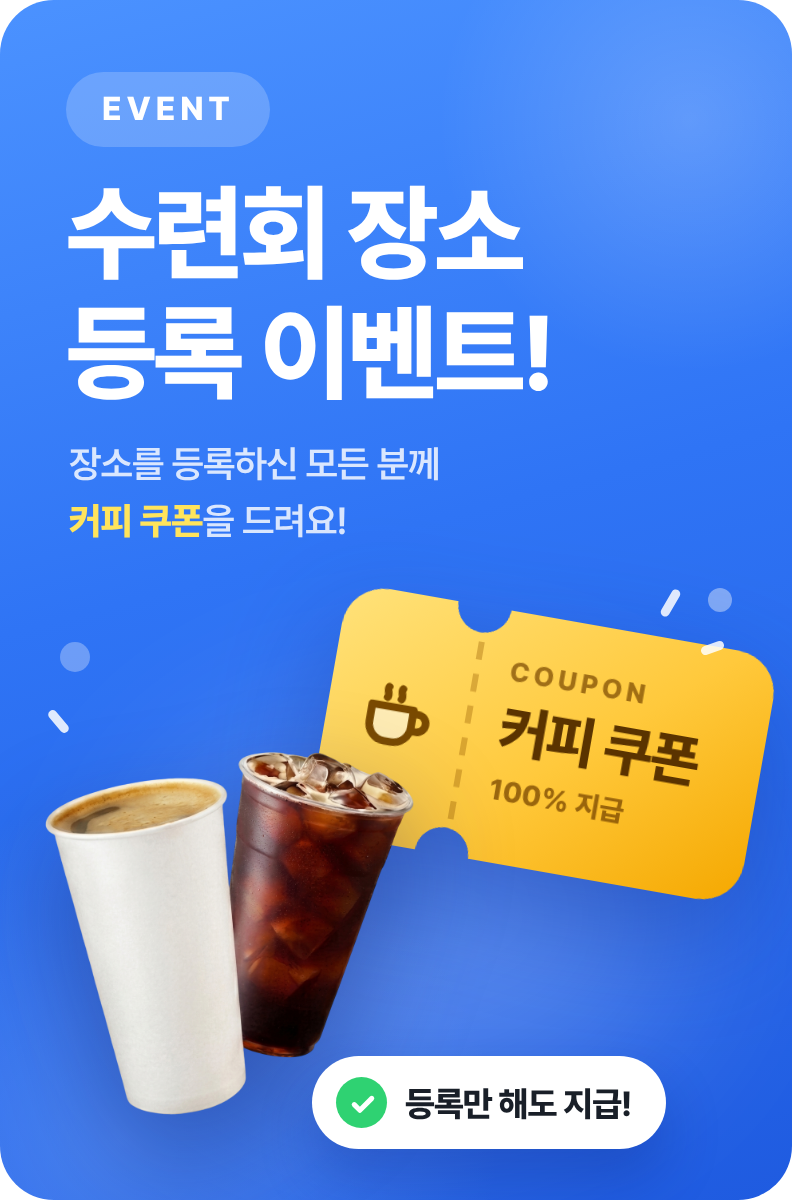 EVENT
수련회 장소
등록 이벤트!
장소를 등록하신 모든 분께
커피 쿠폰을 드려요!
COUPON
커피 쿠폰
100% 지급
등록만 해도 지급!